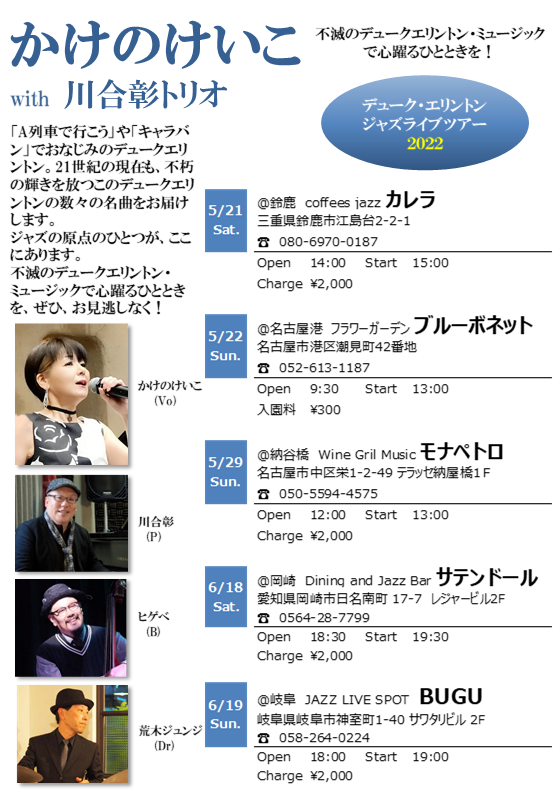 かけのけいこ
with 川合彰トリオ
不滅のデュークエリントン・ミュージック
で心躍るひとときを！
デューク・エリントン
ジャズライブツアー
2022
「A列車で行こう」や「キャラバ
ン」でおなじみのデュークエリ
ントン。21世紀の現在も、不朽
の輝きを放つこのデュークエリ
ントンの数々の名曲をお届け
します。
ジャズの原点のひとつが、ここ
にあります。
不滅のデュークエリントン・
ミュージックで心躍るひととき
を、ぜひ、お見逃しなく！
かけのけいこ
(Vo)
川合彰
(P)
ヒゲベ
(B)
荒木ジュンジ
(Dr)
5/21
Sat.
@鈴鹿 coffees jazz カレラ
三重県鈴鹿市江島台2-2-1
☎ 080-6970-0187
Open 14:00 Start 15:00
Charge ¥2,000
5/22
Sun.
@名古屋港 フラワーガーデン ブルーボネット
名古屋市港区潮見町42番地
☎ 052-613-1187
Open 9:30 Start 13:00
入園料 ¥300
5/29
Sun.
@納谷橋 Wine Gril Music モナペトロ
名古屋市中区栄1-2-49 テラッセ納屋橋1F
☎ 050-5594-4575
Open 12:00 Start 13:00
Charge ¥2,000
6/18
Sat.
@岡崎 Dining and Jazz Bar サテンドール
愛知県岡崎市日名南町 17-7 レジャービル2F
☎ 0564-28-7799
Open 18:30 Start 19:30
Charge ¥2,000
6/19
Sun.
@岐阜 JAZZ LIVE SPOT BUGU
岐阜県岐阜市神室町1-40 サワタリビル 2F
☎ 058-264-0224
Open 18:00 Start 19:00
Charge ¥2,000